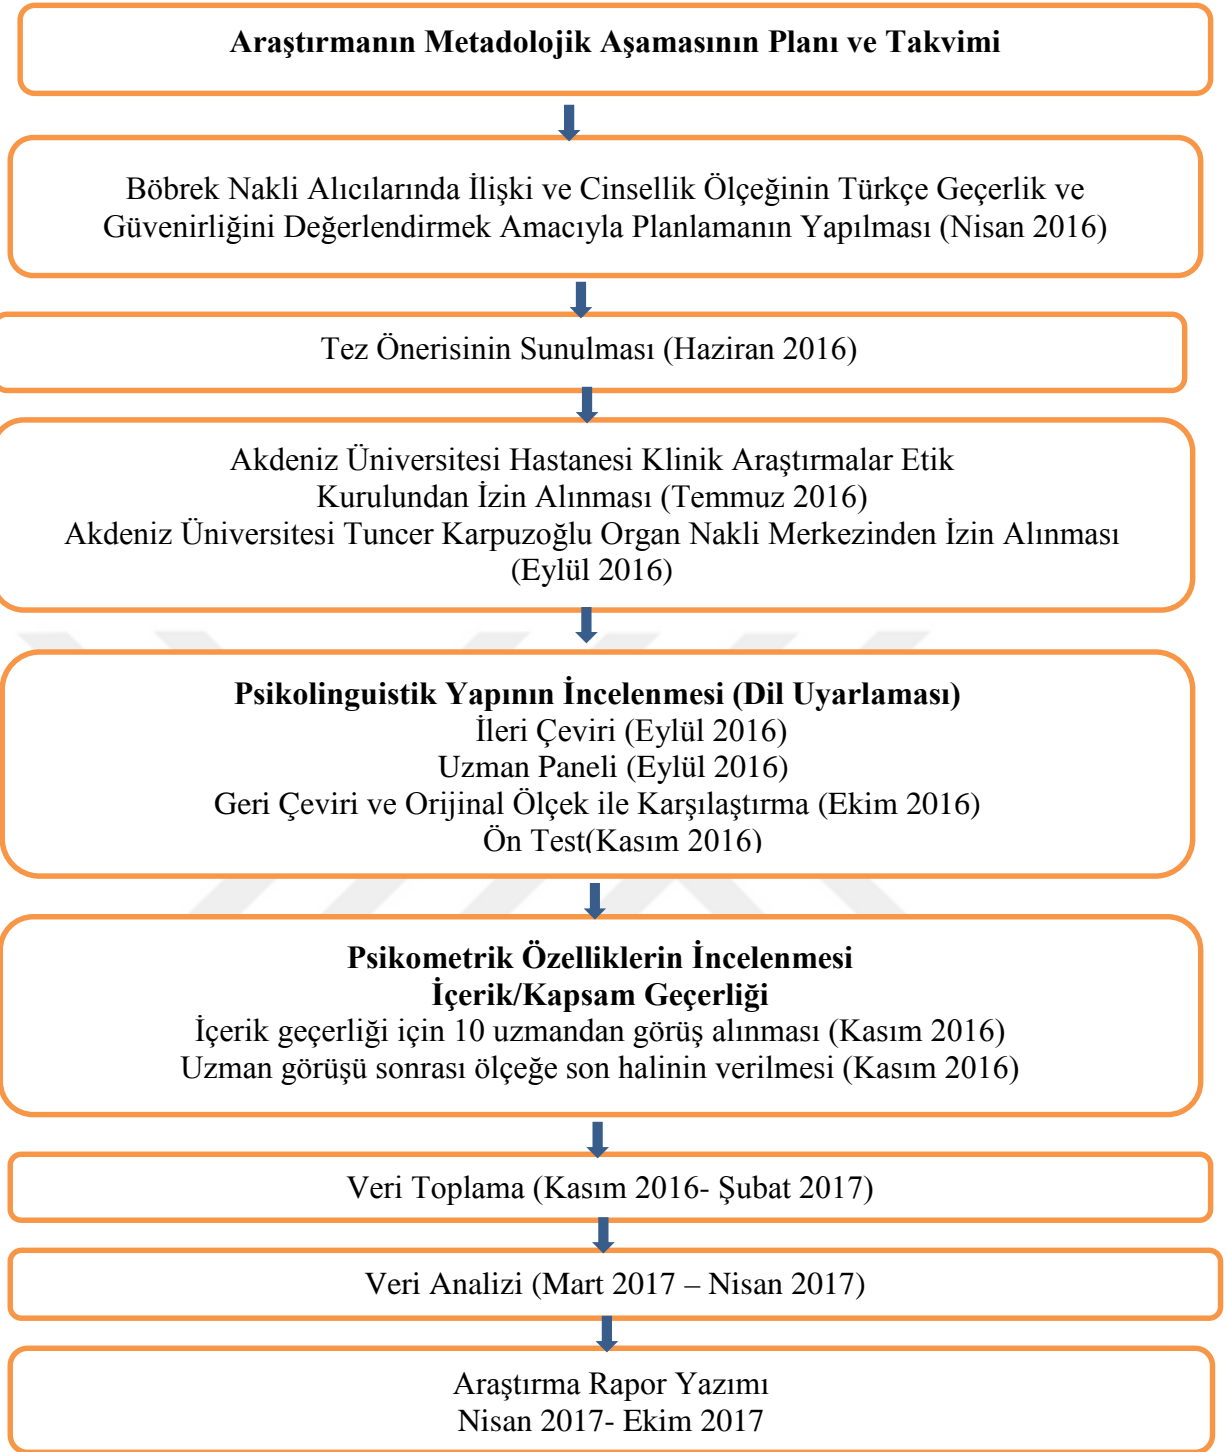 Araştırmanın Metadolojik Aşamasının Planı ve Takvimi
Böbrek Nakli Alıcılarında İlişki ve Cinsellik Ölçeğinin Türkçe Geçerlik ve
Güvenirliğini Değerlendirmek Amacıyla Planlamanın Yapılması (Nisan 2016)
Tez Önerisinin Sunulması (Haziran 2016)
Akdeniz Üniversitesi Hastanesi Klinik Araştırmalar Etik
Kurulundan İzin Alınması (Temmuz 2016)
Akdeniz Üniversitesi Tuncer Karpuzoğlu Organ Nakli Merkezinden İzin Alınması
(Eylül 2016)
Psikolinguistik Yapının İncelenmesi (Dil Uyarlaması)
İleri Çeviri (Eylül 2016)
Uzman Paneli (Eylül 2016)
Geri Çeviri ve Orijinal Ölçek ile Karşılaştırma (Ekim 2016)
Ön Test(Kasım 2016)
Psikometrik Özelliklerin İncelenmesi
İçerik/Kapsam Geçerliği
İçerik geçerliği için 10 uzmandan görüş alınması (Kasım 2016)
Uzman görüşü sonrası ölçeğe son halinin verilmesi (Kasım 2016)
Veri Toplama (Kasım 2016- Şubat 2017)
Veri Analizi (Mart 2017 – Nisan 2017)
Araştırma Rapor Yazımı
Nisan 2017- Ekim 2017